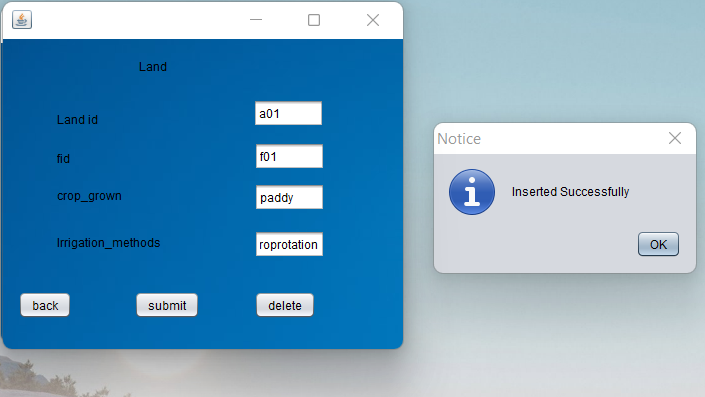 Land
Land id
a01
fid
f01
crop_grown
paddy
Irrigation_methods
roprotation
back
submit
delete
Notice
Inserted Successfully
OK